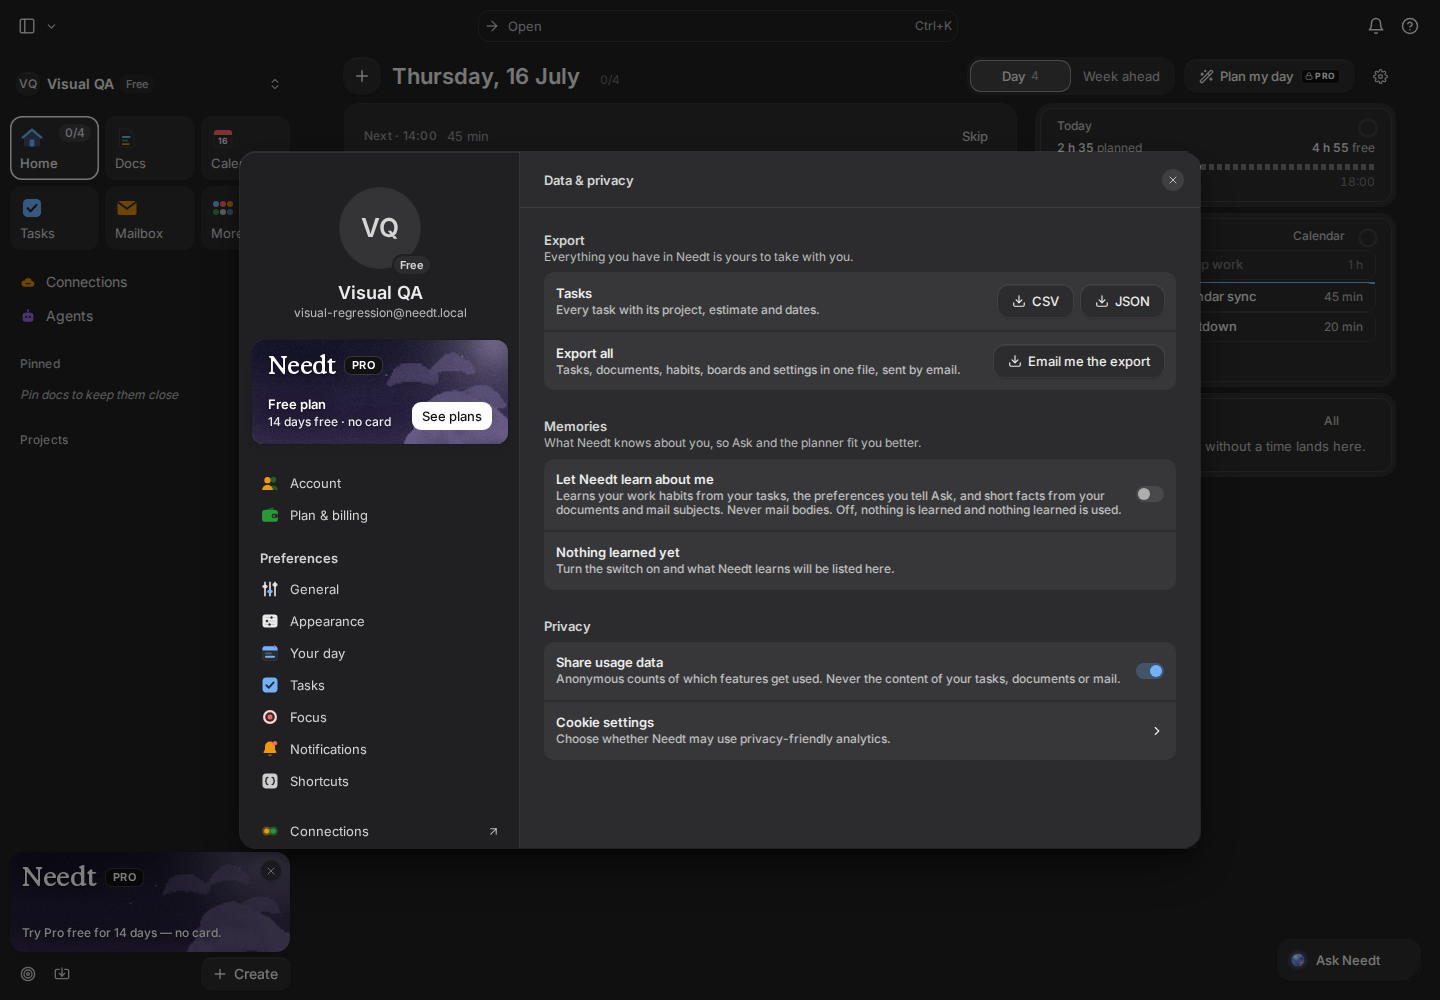 Open
Ctrl+K
VQ Visual QA Free
Thursday, 16 July 0/4
Day 4
Week ahead
Plan my day PRO
0/4
Home
Docs
16
Tasks
Mailbox
More
Connections
Agents
Pinned
Pin docs to keep them close
Projects
Next · 14:00 45 min
Skip
Today
2 h 35 planned
4 h 55 free
18:00
Calendar
work
1 h
45 min
20 min
All
without a time lands here.
VQ
Free
Visual QA
visual-regression@needt.local
Needt PRO
Free plan
14 days free · no card
See plans
Account
Plan & billing
Preferences
General
Appearance
Your day
Tasks
Focus
Notifications
Shortcuts
Connections
Data & privacy
Export
Everything you have in Needt is yours to take with you.
Tasks
Every task with its project, estimate and dates.
CSV
JSON
Export all
Tasks, documents, habits, boards and settings in one file, sent by email.
Email me the export
Memories
What Needt knows about you, so Ask and the planner fit you better.
Let Needt learn about me
Learns your work habits from your tasks, the preferences you tell Ask, and short facts from your
documents and mail subjects. Never mail bodies. Off, nothing is learned and nothing learned is used.
Nothing learned yet
Turn the switch on and what Needt learns will be listed here.
Privacy
Share usage data
Anonymous counts of which features get used. Never the content of your tasks, documents or mail.
Cookie settings
Choose whether Needt may use privacy-friendly analytics.
Needt PRO
Try Pro free for 14 days — no card.
Create
Ask Needt